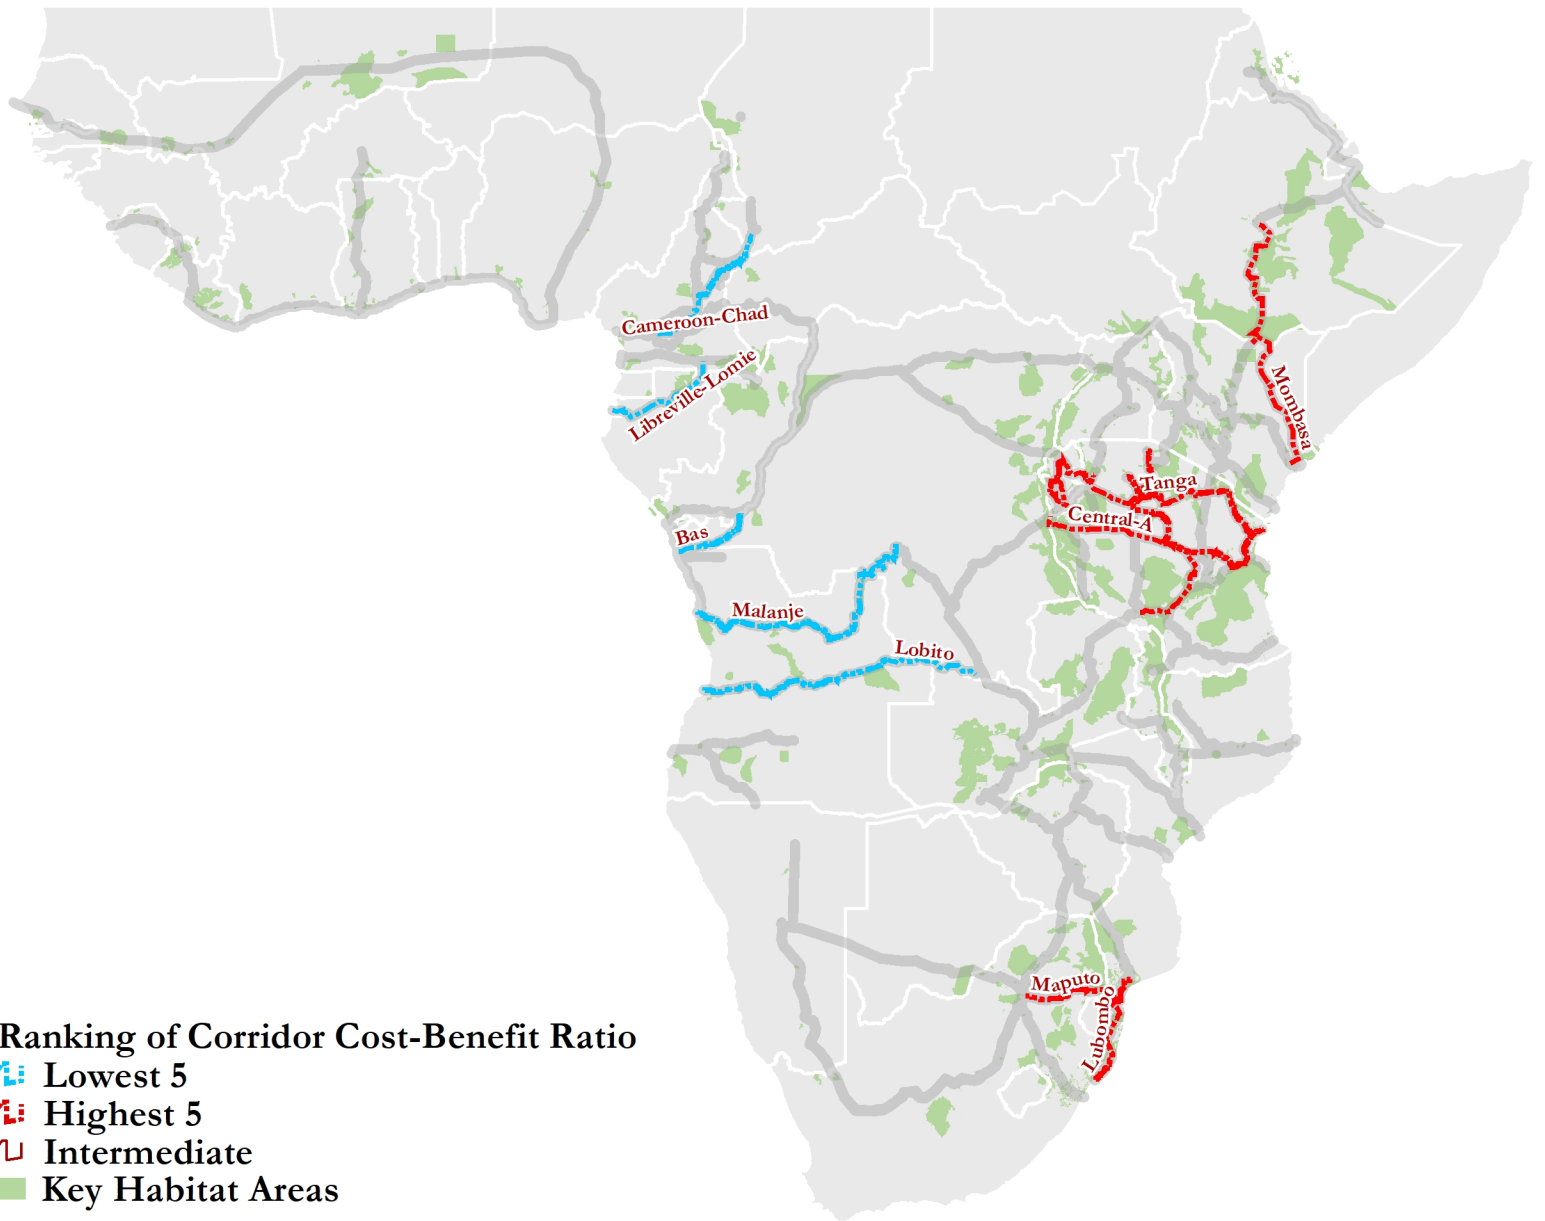 Cameroon-Chad
Libreville-Lomie
Mombasa
Tanga
Central-A
Bas
Malanje
Lobito
Maputo
Lubombo
Ranking of Corridor Cost-Benefit Ratio
Lowest 5
Highest 5
Intermediate
Key Habitat Areas